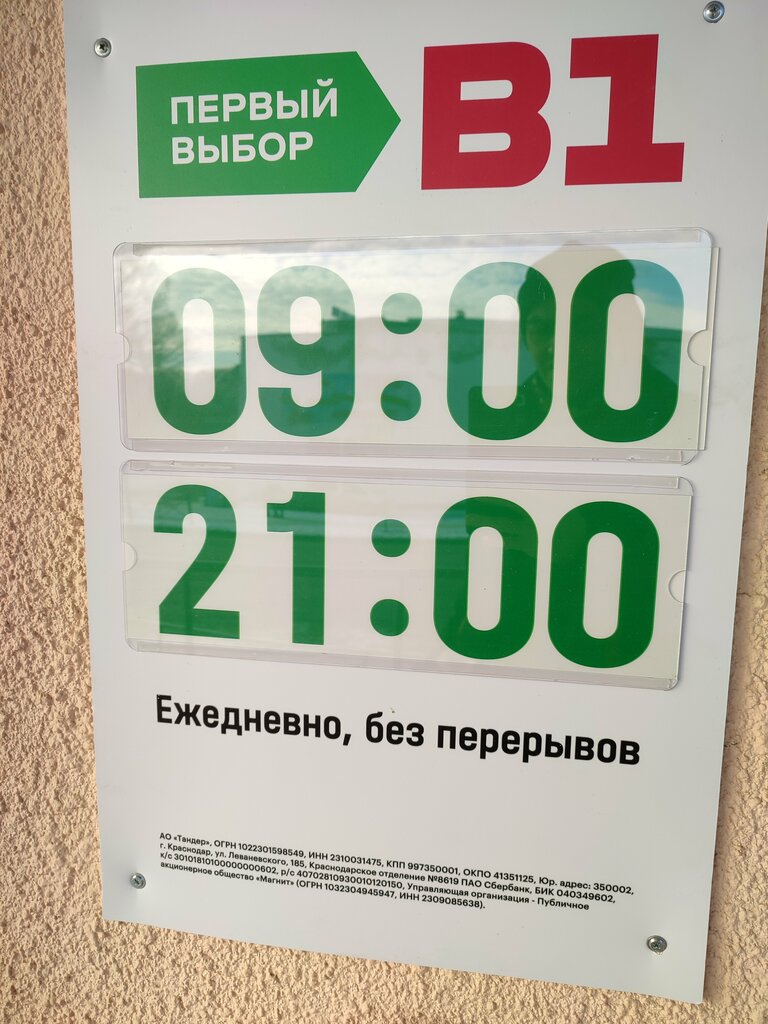 ПЕРВЫЙ
ВЫБОР
В1
09:00
21:00
Ежедневно, без перерывов
АО «Тандер», ОГРН 1022301598549, ИНН 2310031475, КПП 997350001, ОКПО 41351125, Юр. адрес: 350002,
г. Краснодар, ул. Леваневского, 185, Краснодарское отделение №8619 ПАО Сбербанк, БИК 040349602,
к/с 30101810100000000602, р/с 40702810930010120150, Управляющая организация - Публичное
акционерное общество «Магнит» (ОГРН 1032304945947, ИНН 2309085638).